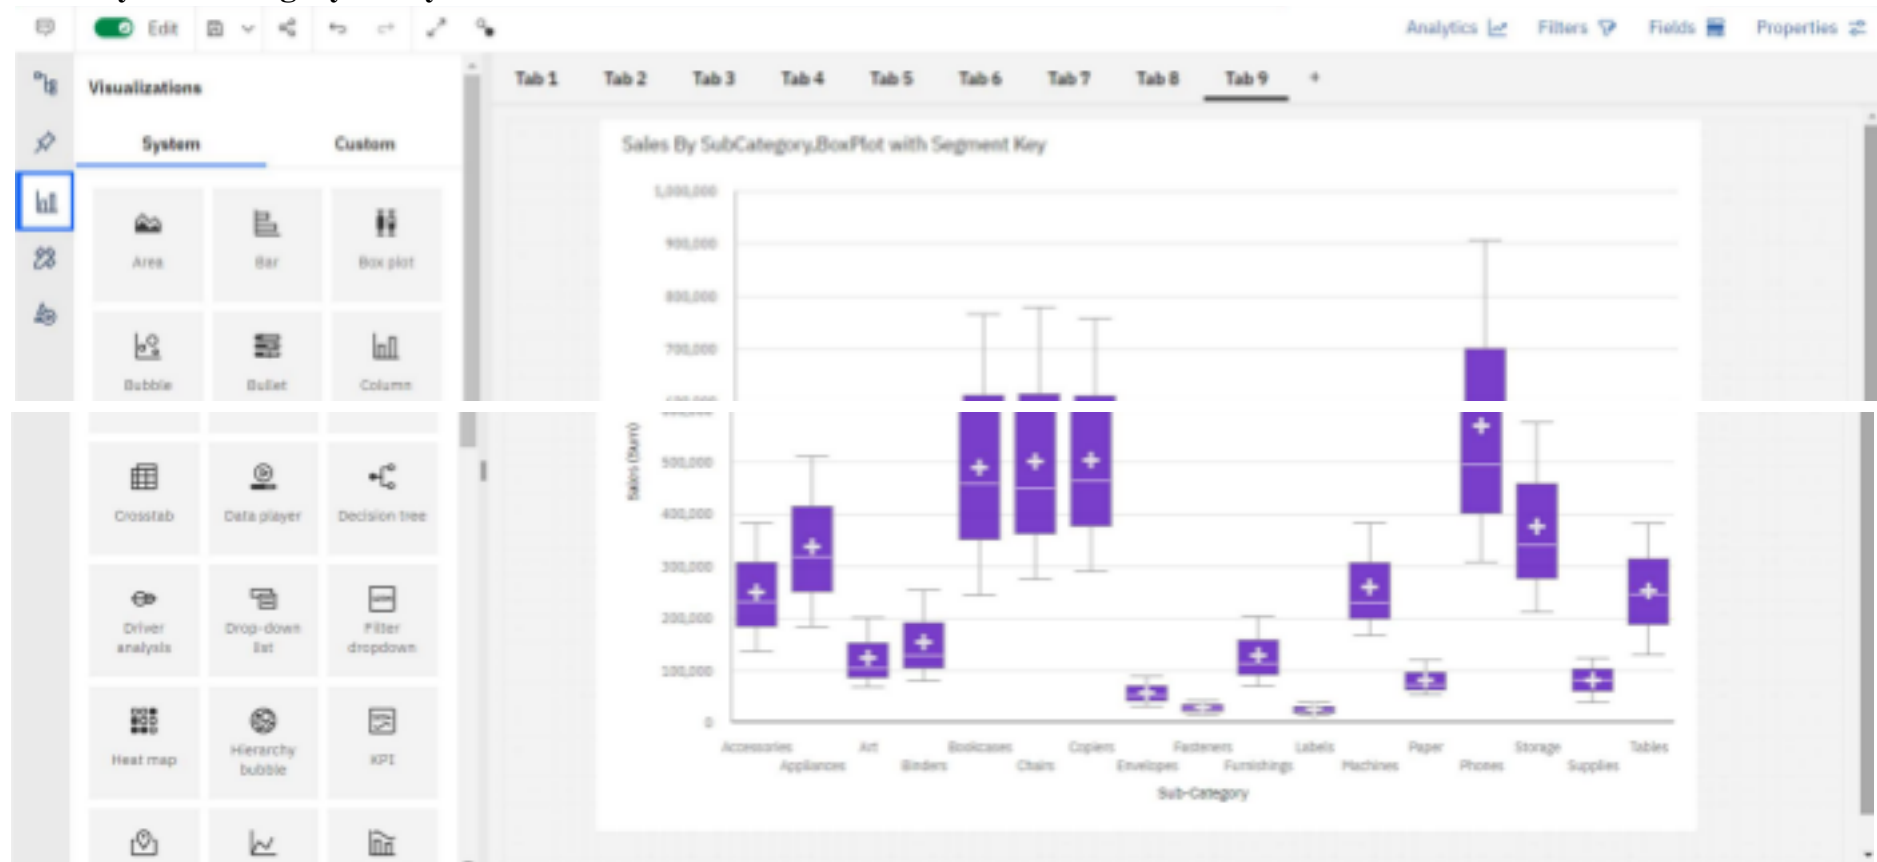 Edit
Analytics
Filters
Fields
Properties
Visualizations
Tab 1
Tab 2
Tab 3
Tab 4
Tab 5
Tab 6
Tab 7
Tab 8
Tab 9
+
System
Custom
Sales By SubCategory,BoxPlot with Segment Key
Area
Bar
Box plot
Bubble
Bullet
Column
Crosstab
Data player
Decision tree
Driver analysis
Drop-down list
Filter dropdown
Heat map
Hierarchy bubble
KPI
1,000,000
900,000
800,000
700,000
500,000
400,000
300,000
200,000
100,000
0
Sales (Sum)
Accessories
Appliances
Art
Binders
Bookcases
Chairs
Copiers
Envelopes
Fasteners
Furnishings
Labels
Machines
Paper
Phones
Storage
Supplies
Tables
Sub-Category